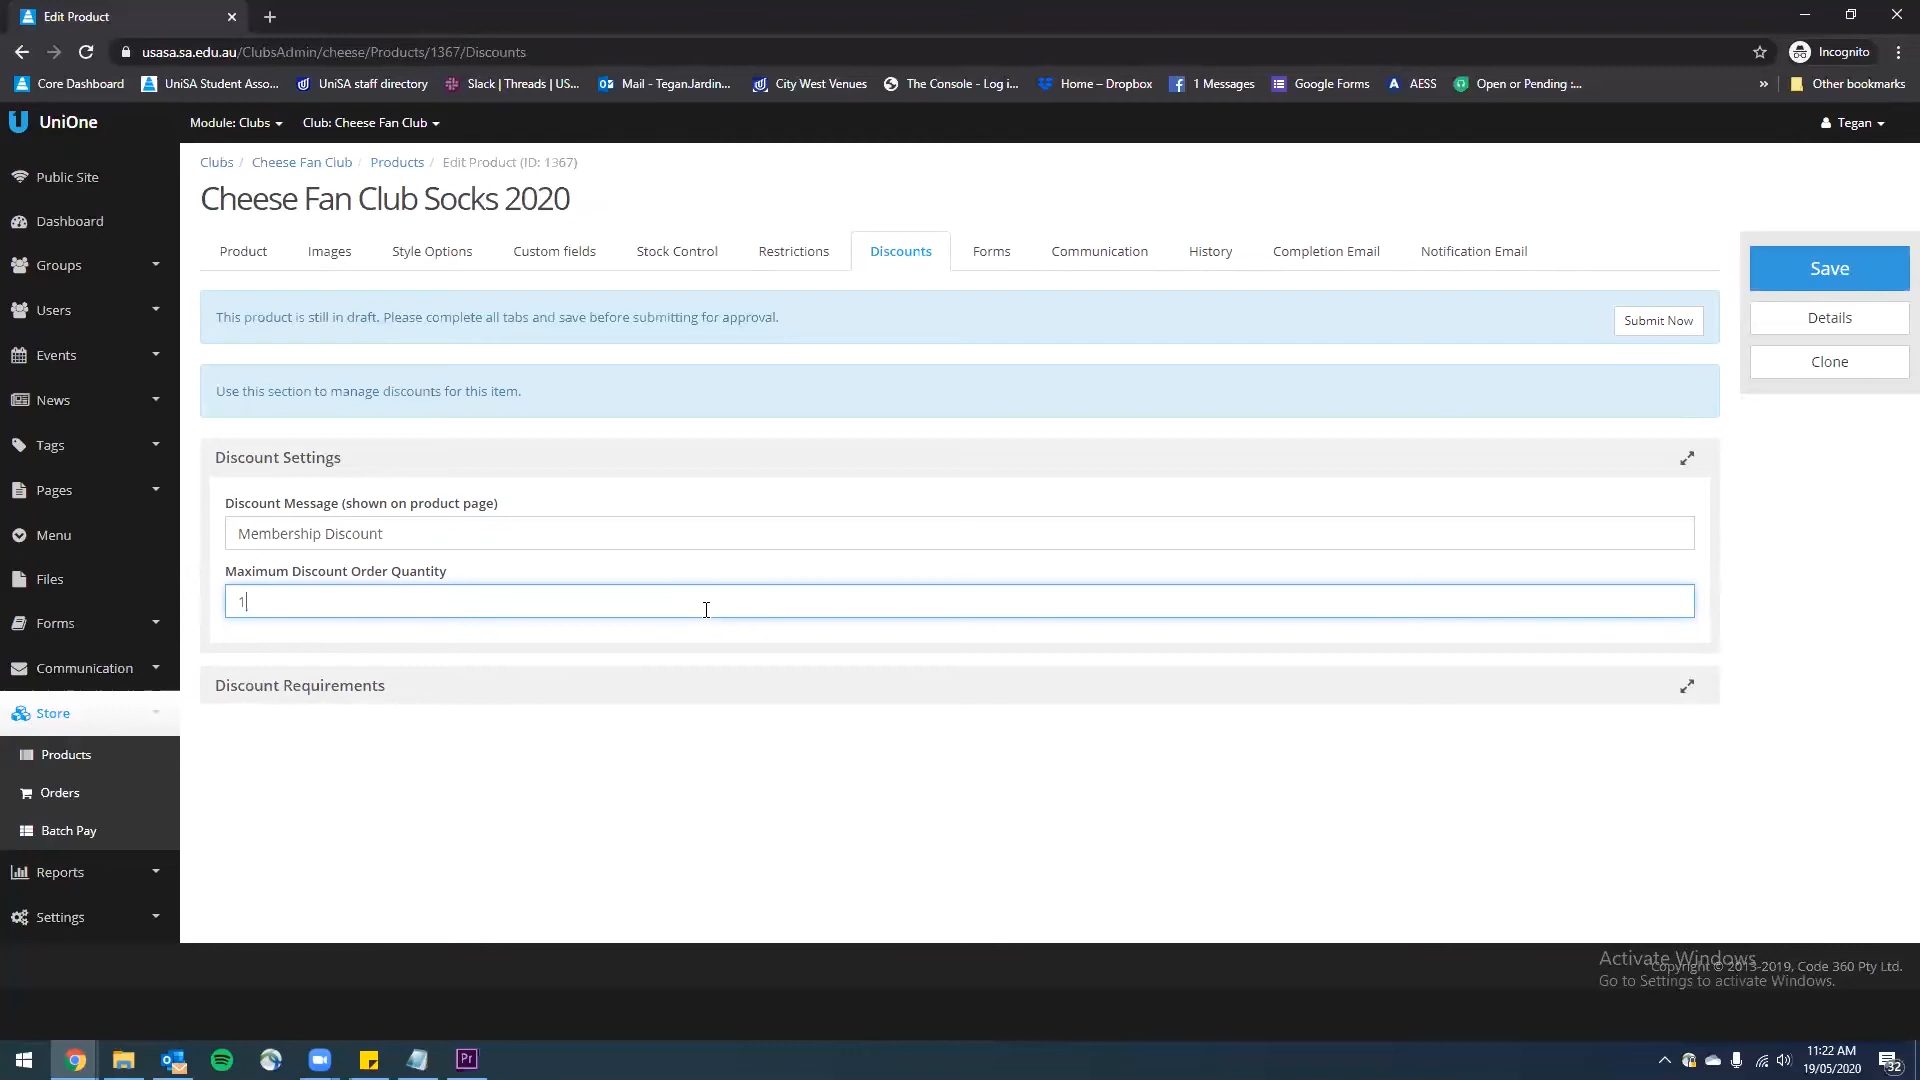 Edit Product
usasa.sa.edu.au/ClubsAdmin/cheese/Products/1367/Discounts
Incognito
Core Dashboard
UniSA Student Asso...
UniSA staff directory
Slack | Threads | US...
Mail - TeganJardin...
City West Venues
The Console - Log i...
Home – Dropbox
1 Messages
Google Forms
AESS
Open or Pending :...
»
Other bookmarks
UniOne
Module: Clubs
Club: Cheese Fan Club
Tegan
Public Site
Dashboard
Groups
Users
Events
News
Tags
Pages
Menu
Files
Forms
Communication
Store
Products
Orders
Batch Pay
Reports
Settings
Clubs / Cheese Fan Club / Products / Edit Product (ID: 1367)
Cheese Fan Club Socks 2020
Product
Images
Style Options
Custom fields
Stock Control
Restrictions
Discounts
Forms
Communication
History
Completion Email
Notification Email
This product is still in draft. Please complete all tabs and save before submitting for approval.
Submit Now
Use this section to manage discounts for this item.
Discount Settings
Discount Message (shown on product page)
Membership Discount
Maximum Discount Order Quantity
1
Discount Requirements
Save
Details
Clone
Activate Windows
Copyright © 2013-2019, Code 360 Pty Ltd.
Go to Settings to activate Windows.
Pr
11:22 AM
19/05/2020
32